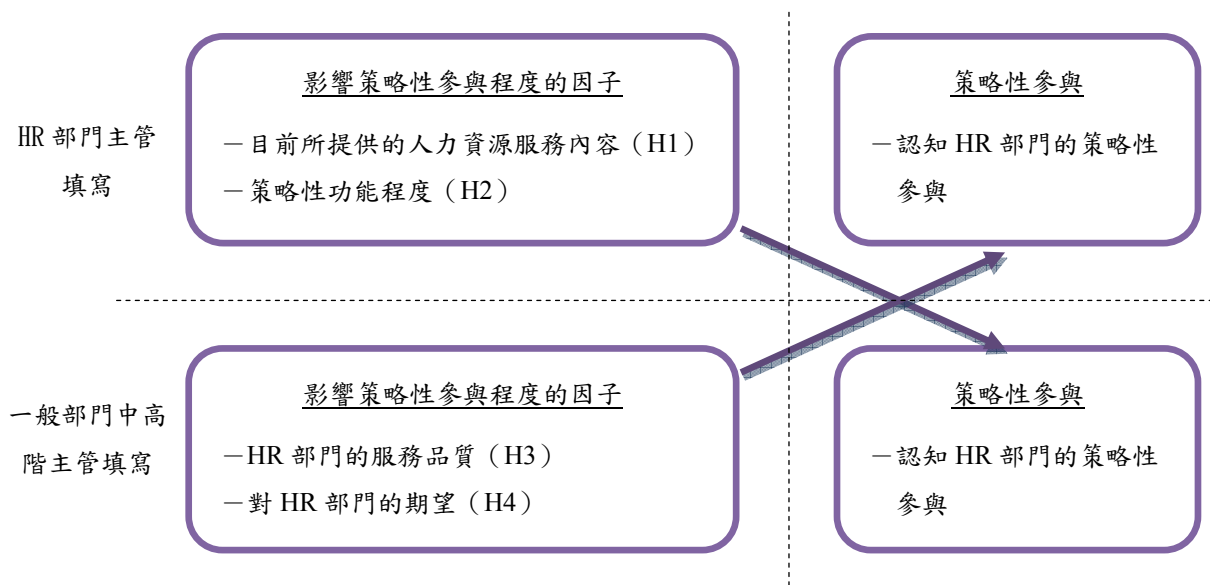 HR 部門主管
填寫
影響策略性參與程度的因子
－目前所提供的人力資源服務內容（H1）
－策略性功能程度（H2）
策略性參與
－認知 HR 部門的策略性
參與
一般部門中高
階主管填寫
影響策略性參與程度的因子
－HR 部門的服務品質（H3）
－對 HR 部門的期望（H4）
策略性參與
－認知 HR 部門的策略性
參與